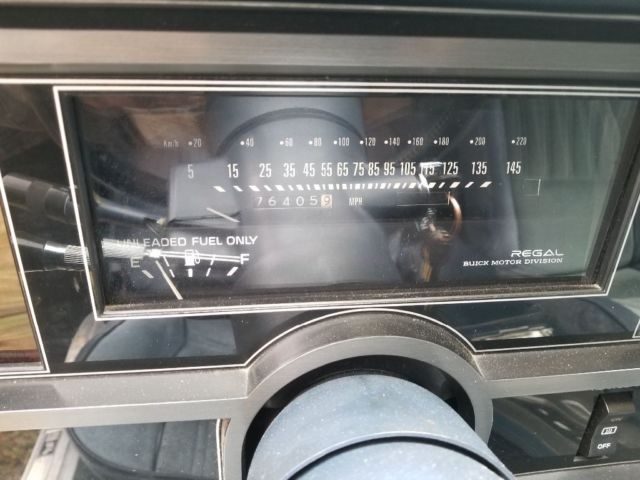 Km/h 20 40 60 80 100 120 140 160 180 200 220
5 15 25 35 45 55 65 75 85 95 105 115 125 135 145
764059 MPH
UNLEADED FUEL ONLY
E F
REGAL
BUICK MOTOR DIVISION
OFF